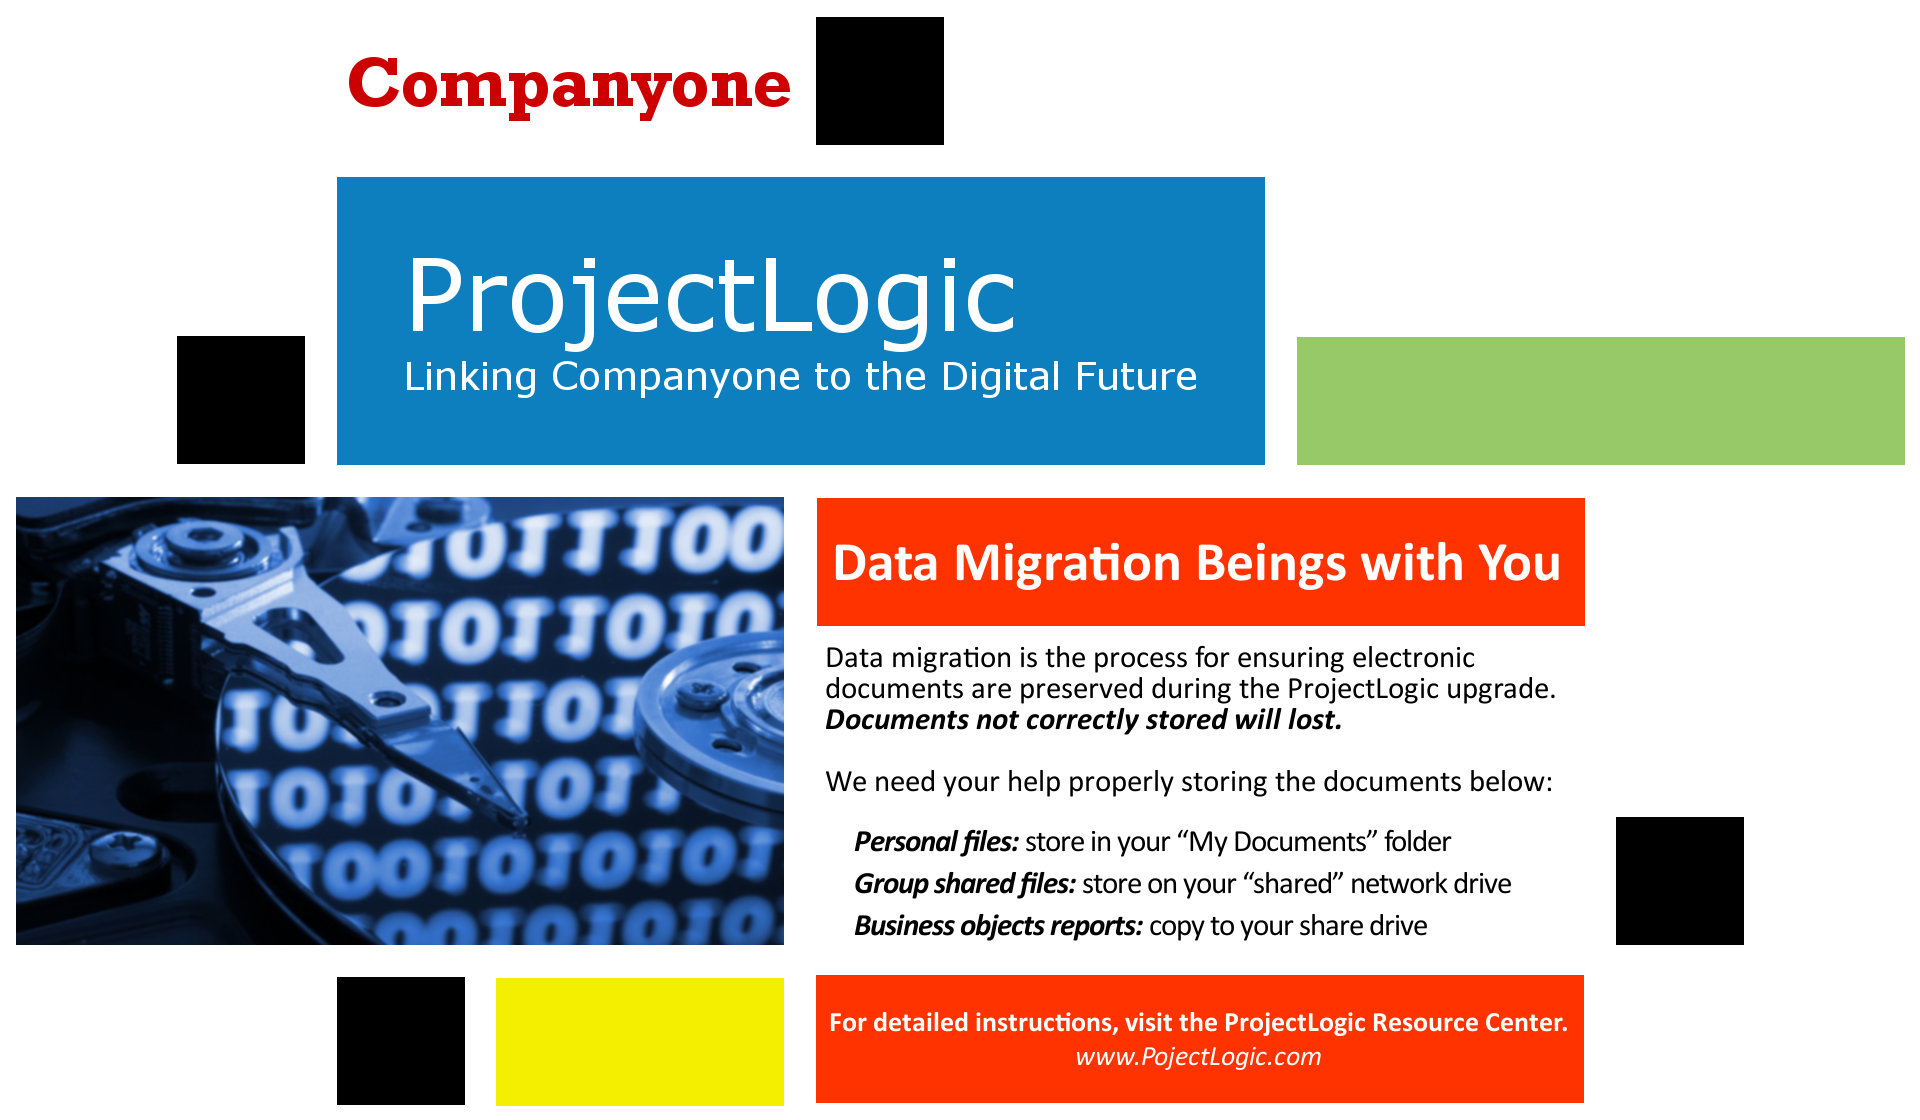 Companyone
ProjectLogic
Linking Companyone to the Digital Future
Data Migration Beings with You
Data migration is the process for ensuring electronic
documents are preserved during the ProjectLogic upgrade.
Documents not correctly stored will lost.
We need your help properly storing the documents below:
Personal files: store in your “My Documents” folder
Group shared files: store on your “shared” network drive
Business objects reports: copy to your share drive
For detailed instructions, visit the ProjectLogic Resource Center.
www.PojectLogic.com